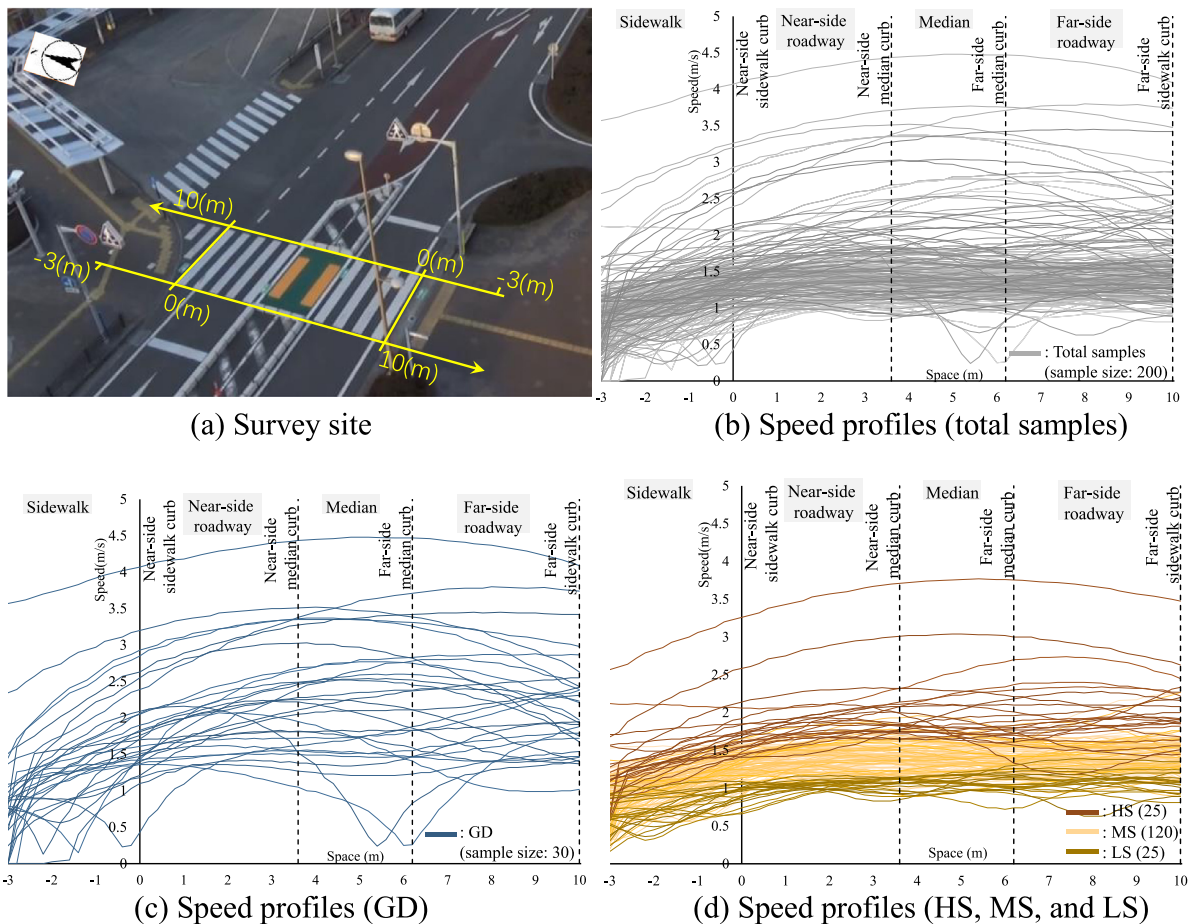 10(m)
0(m)
-3(m)
-3(m)
0(m)
10(m)
(a) Survey site
Sidewalk
Near-side
roadway
Median
Far-side
roadway
Speed(m/s)
Near-side
sidewalk curb
Near-side
median curb
Far-side
median curb
Far-side
sidewalk curb
5
4.5
4
3.5
3
2.5
2
1.5
1
0.5
0
: Total samples
(sample size: 200)
Space (m)
-3 -2 -1 0 1 2 3 4 5 6 7 8 9 10
(b) Speed profiles (total samples)
Sidewalk
Near-side
roadway
Median
Far-side
roadway
Speed(m/s)
Near-side
sidewalk curb
Near-side
median curb
Far-side
median curb
Far-side
sidewalk curb
5
4.5
4
3.5
3
2.5
2
1.5
1
0.5
0
: GD
(sample size: 30)
Space (m)
-3 -2 -1 0 1 2 3 4 5 6 7 8 9 10
(c) Speed profiles (GD)
Sidewalk
Near-side
roadway
Median
Far-side
roadway
Speed(m/s)
Near-side
sidewalk curb
Near-side
median curb
Far-side
median curb
Far-side
sidewalk curb
5
4.5
4
3.5
3
2.5
2
1.5
1
0.5
0
: HS (25)
: MS (120)
: LS (25)
Space (m)
-3 -2 -1 0 1 2 3 4 5 6 7 8 9 10
(d) Speed profiles (HS, MS, and LS)